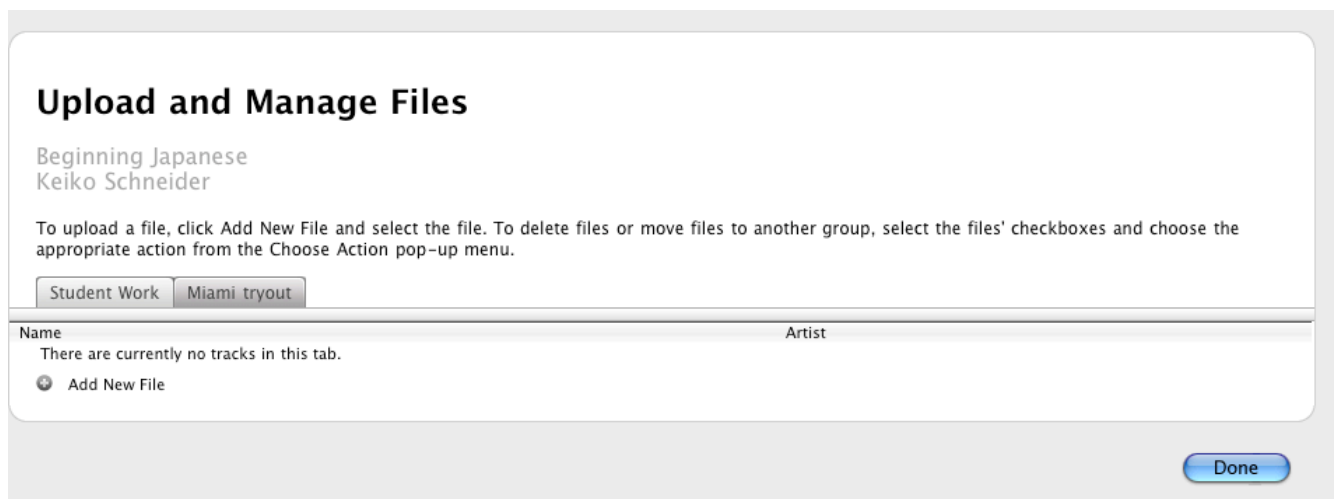 Upload and Manage Files
Beginning Japanese
Keiko Schneider
To upload a file, click Add New File and select the file. To delete files or move files to another group, select the files' checkboxes and choose the
appropriate action from the Choose Action pop-up menu.
Student Work Miami tryout
Name Artist
There are currently no tracks in this tab.
Add New File
Done